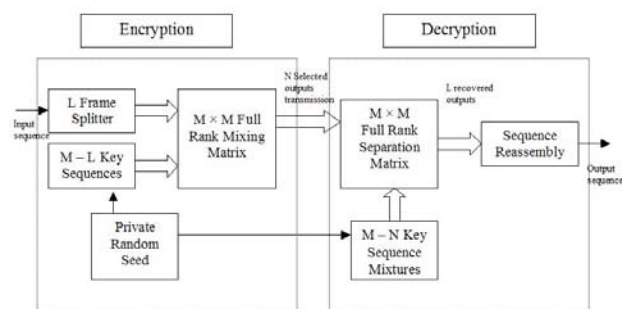 Encryption
Decryption
N Selected
outputs
transmission
L recovered
outputs
L Frame
Splitter
Input
sequence
M × M Full
Rank Mixing
Matrix
M – L Key
Sequences
M × M
Full Rank
Separation
Matrix
Sequence
Reassembly
Output
sequence
Private
Random
Seed
M – N Key
Sequence
Mixtures